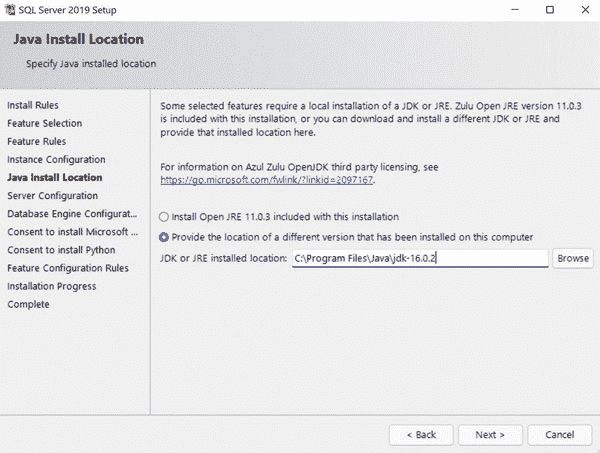 SQL Server 2019 Setup
Java Install Location
Specify Java installed location
Install Rules
Feature Selection
Feature Rules
Instance Configuration
Java Install Location
Server Configuration
Database Engine Configurat...
Consent to install Microsoft ...
Consent to install Python
Feature Configuration Rules
Installation Progress
Complete
Some selected features require a local installation of a JDK or JRE. Zulu Open JRE version 11.0.3
is included with this installation, or you can download and install a different JDK or JRE and
provide that installed location here.
For information on Azul Zulu OpenJDK third party licensing, see
https://go.microsoft.com/fwlink/?linkid=2097167.
Install Open JRE 11.0.3 included with this installation
Provide the location of a different version that has been installed on this computer
JDK or JRE installed location: C:\Program Files\Java\jdk-16.0.2 Browse
< Back Next > Cancel